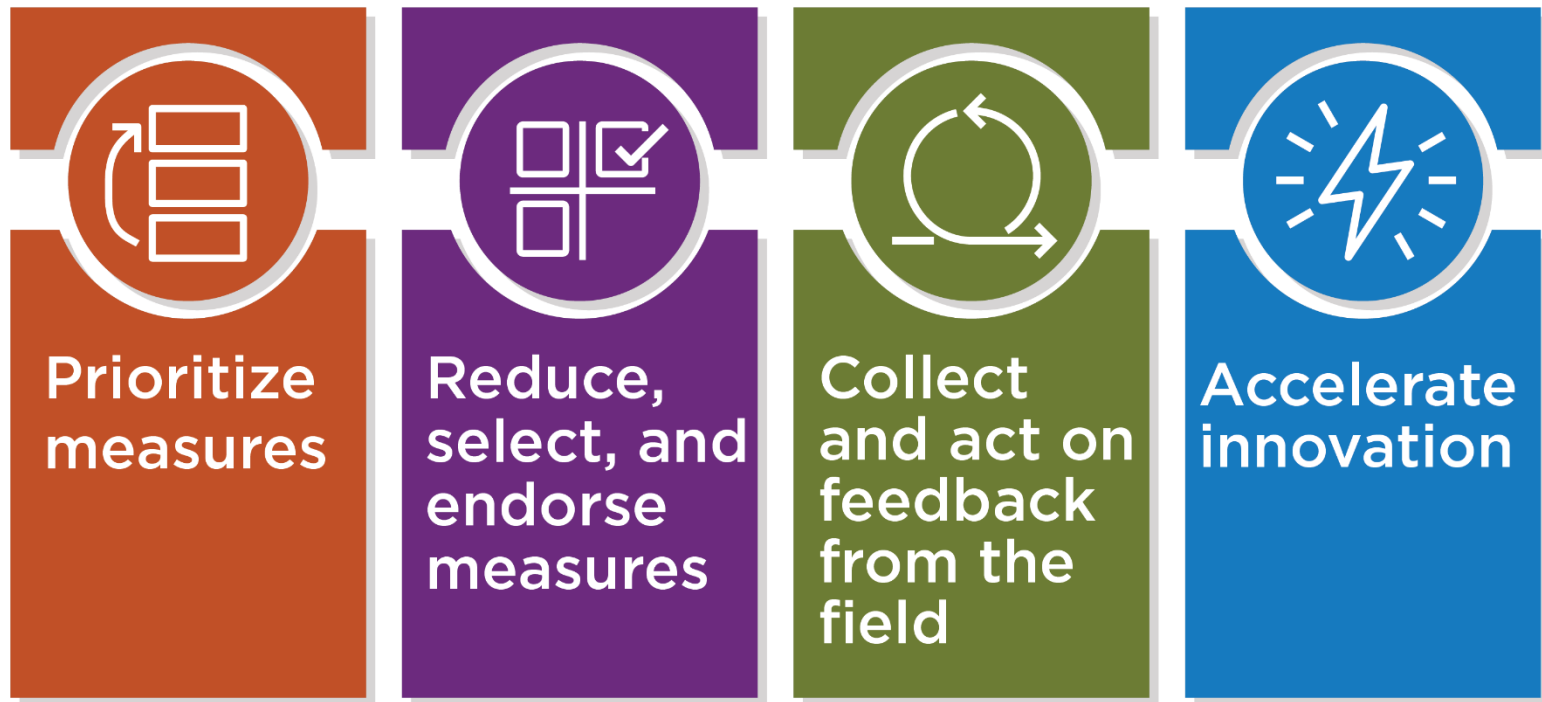 Prioritize
measures
Reduce,
select, and
endorse
measures
Collect
and act on
feedback
from the
field
Accelerate
innovation